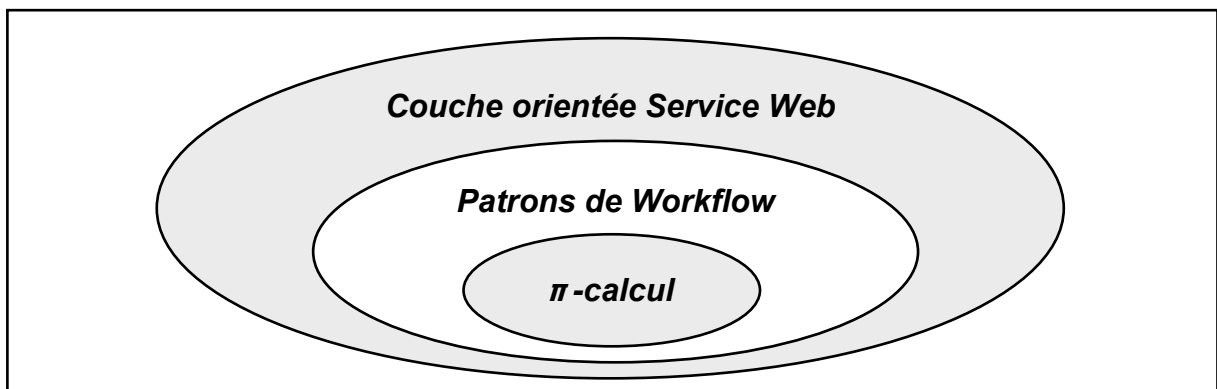 Couche orientée Service Web
Patrons de Workflow
π-calcul